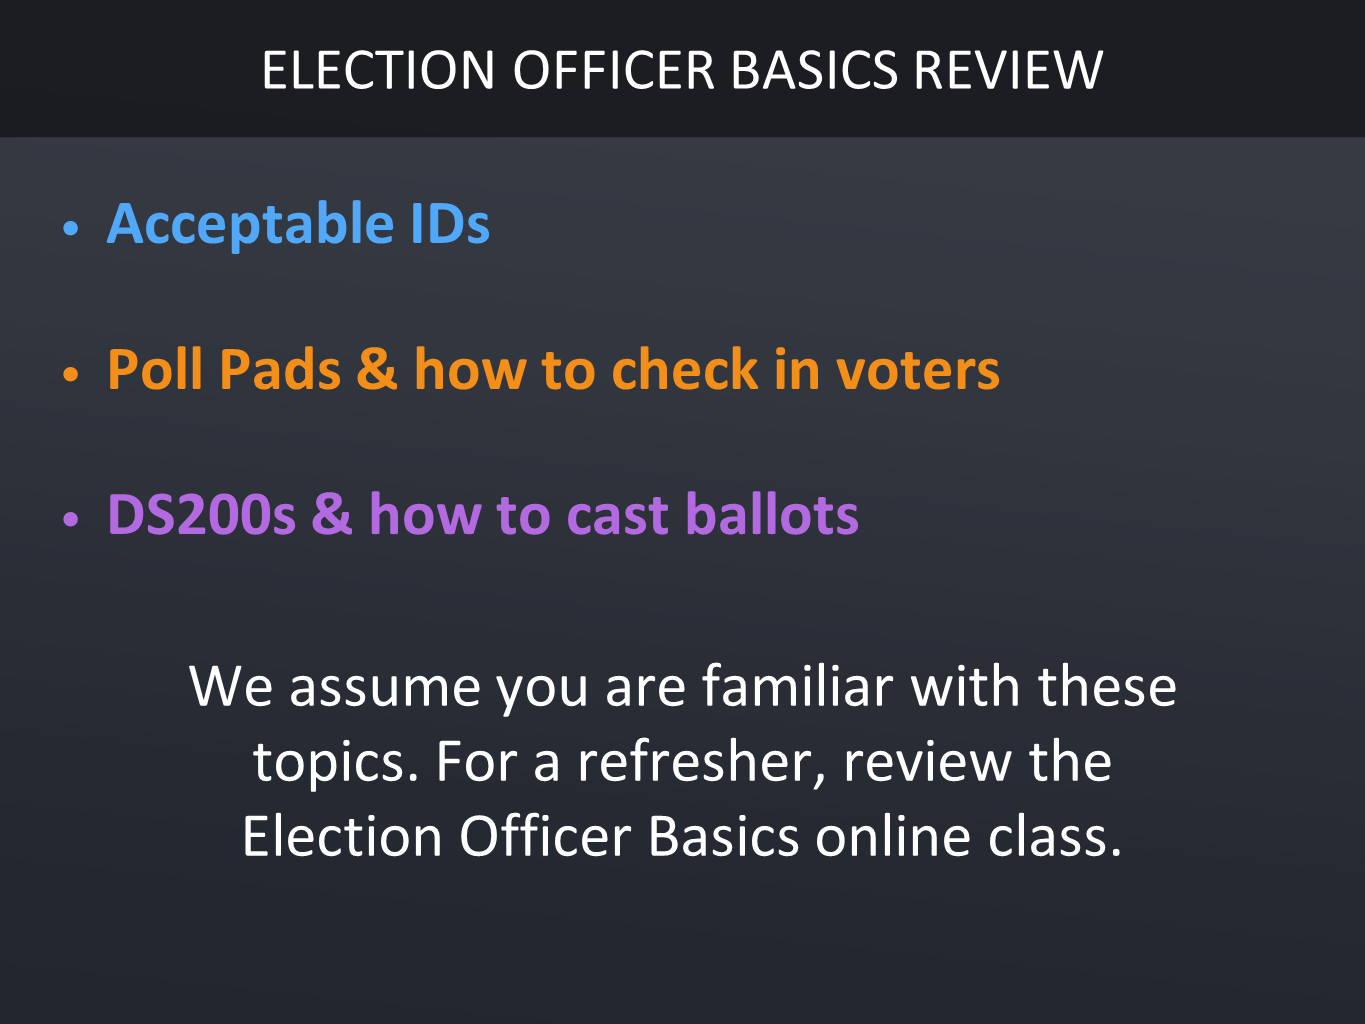 ELECTION OFFICER BASICS REVIEW
• Acceptable IDs
• Poll Pads & how to check in voters
• DS200s & how to cast ballots
We assume you are familiar with these
topics. For a refresher, review the
Election Officer Basics online class.